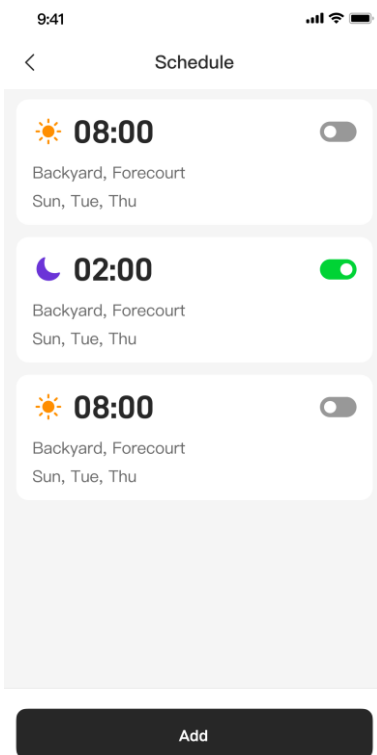 9:41
Schedule
08:00
Backyard, Forecourt
Sun, Tue, Thu
02:00
Backyard, Forecourt
Sun, Tue, Thu
08:00
Backyard, Forecourt
Sun, Tue, Thu
Add